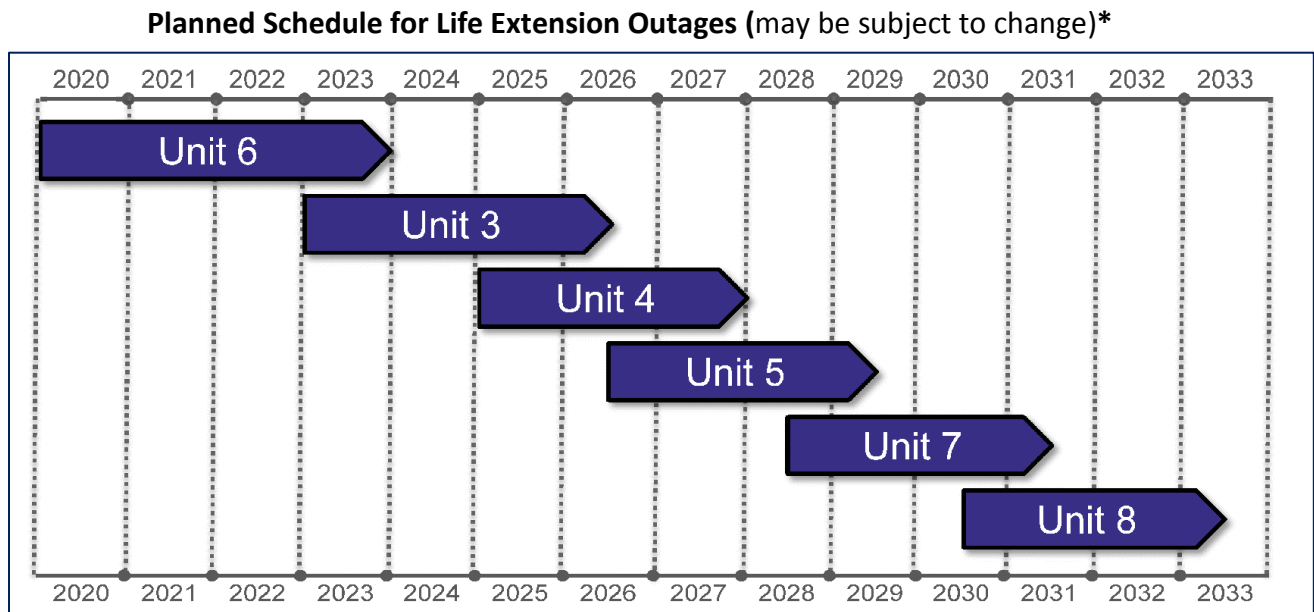 Planned Schedule for Life Extension Outages (may be subject to change)*
2020 2021 2022 2023 2024 2025 2026 2027 2028 2029 2030 2031 2032 2033
Unit 6
Unit 3
Unit 4
Unit 5
Unit 7
Unit 8
2020 2021 2022 2023 2024 2025 2026 2027 2028 2029 2030 2031 2032 2033